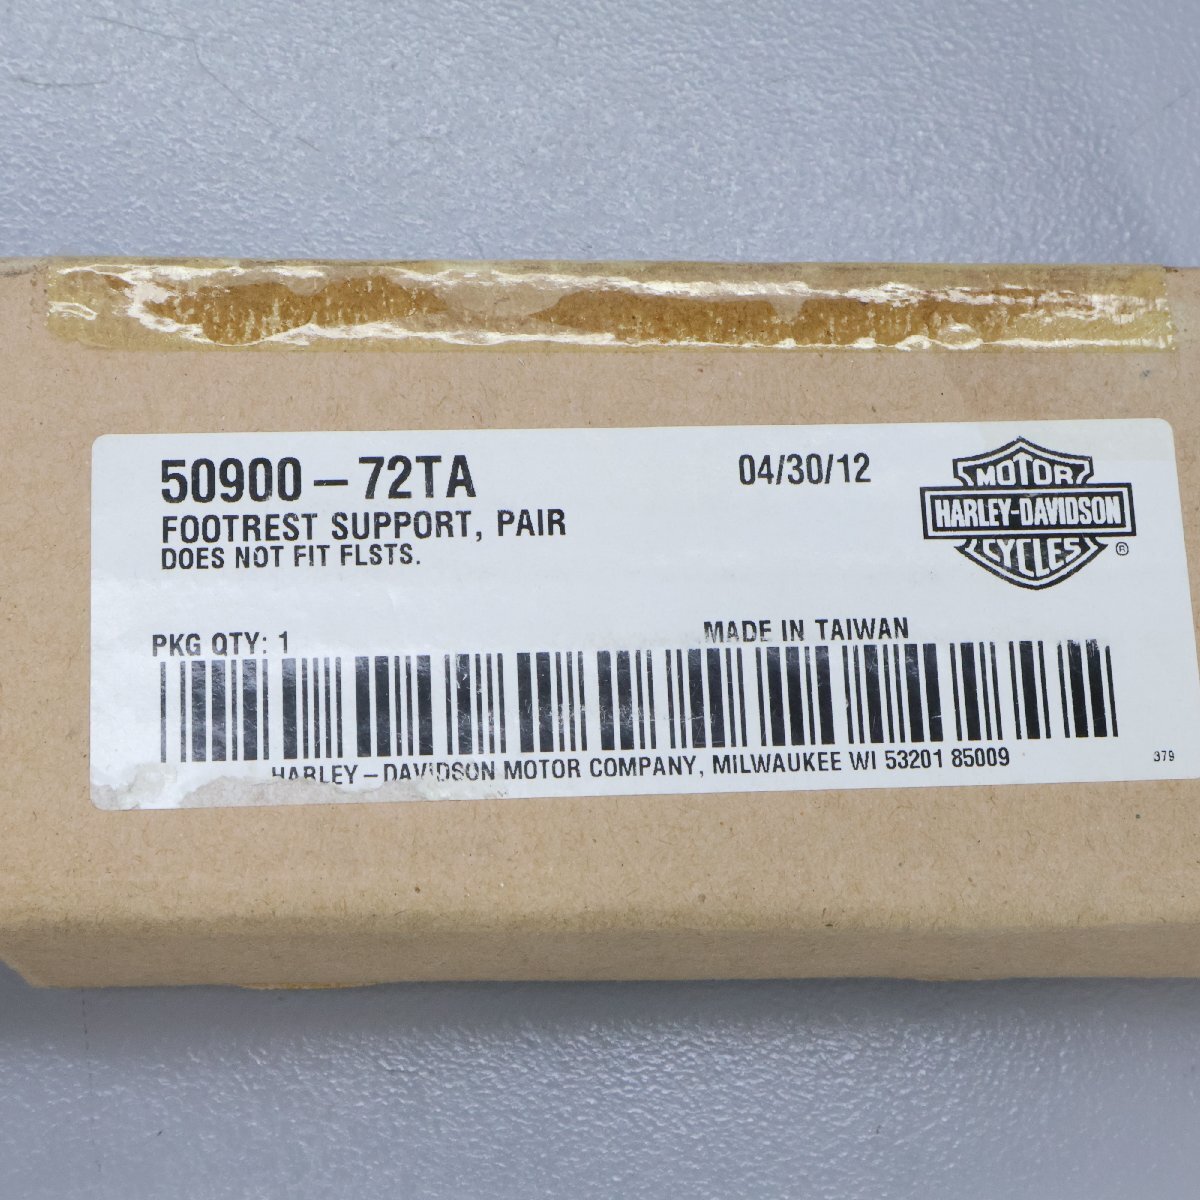 50900-72TA
04/30/12
FOOTREST SUPPORT, PAIR
DOES NOT FIT FLSTS.
MOTOR
HARLEY-DAVIDSON
CYCLES
®
PKG QTY: 1
MADE IN TAIWAN
HARLEY-DAVIDSON MOTOR COMPANY, MILWAUKEE WI 53201 85009
379